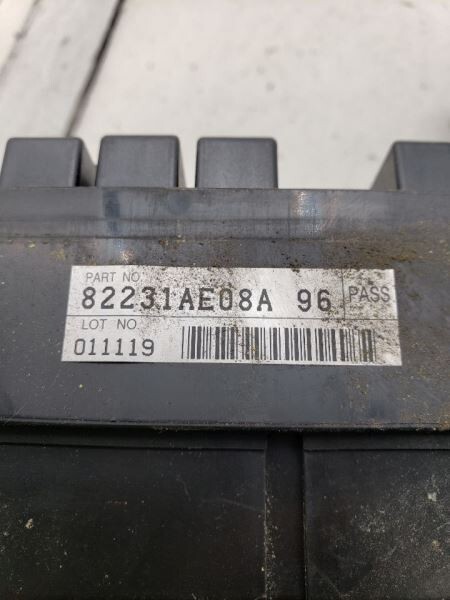 PART NO.
82231AE08A 96 PASS
LOT NO.
011119